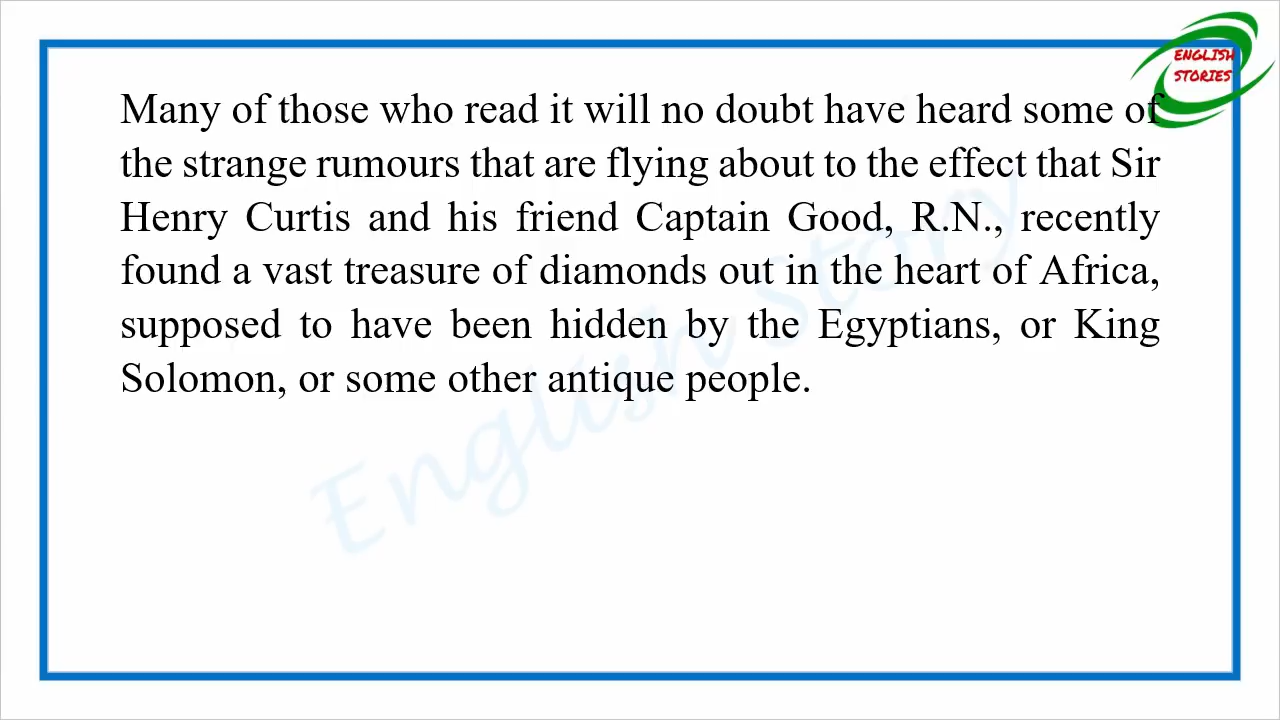 ENGLISH
STORIES
Many of those who read it will no doubt have heard some of
the strange rumours that are flying about to the effect that Sir
Henry Curtis and his friend Captain Good, R.N., recently
found a vast treasure of diamonds out in the heart of Africa,
supposed to have been hidden by the Egyptians, or King
Solomon, or some other antique people.
English Story